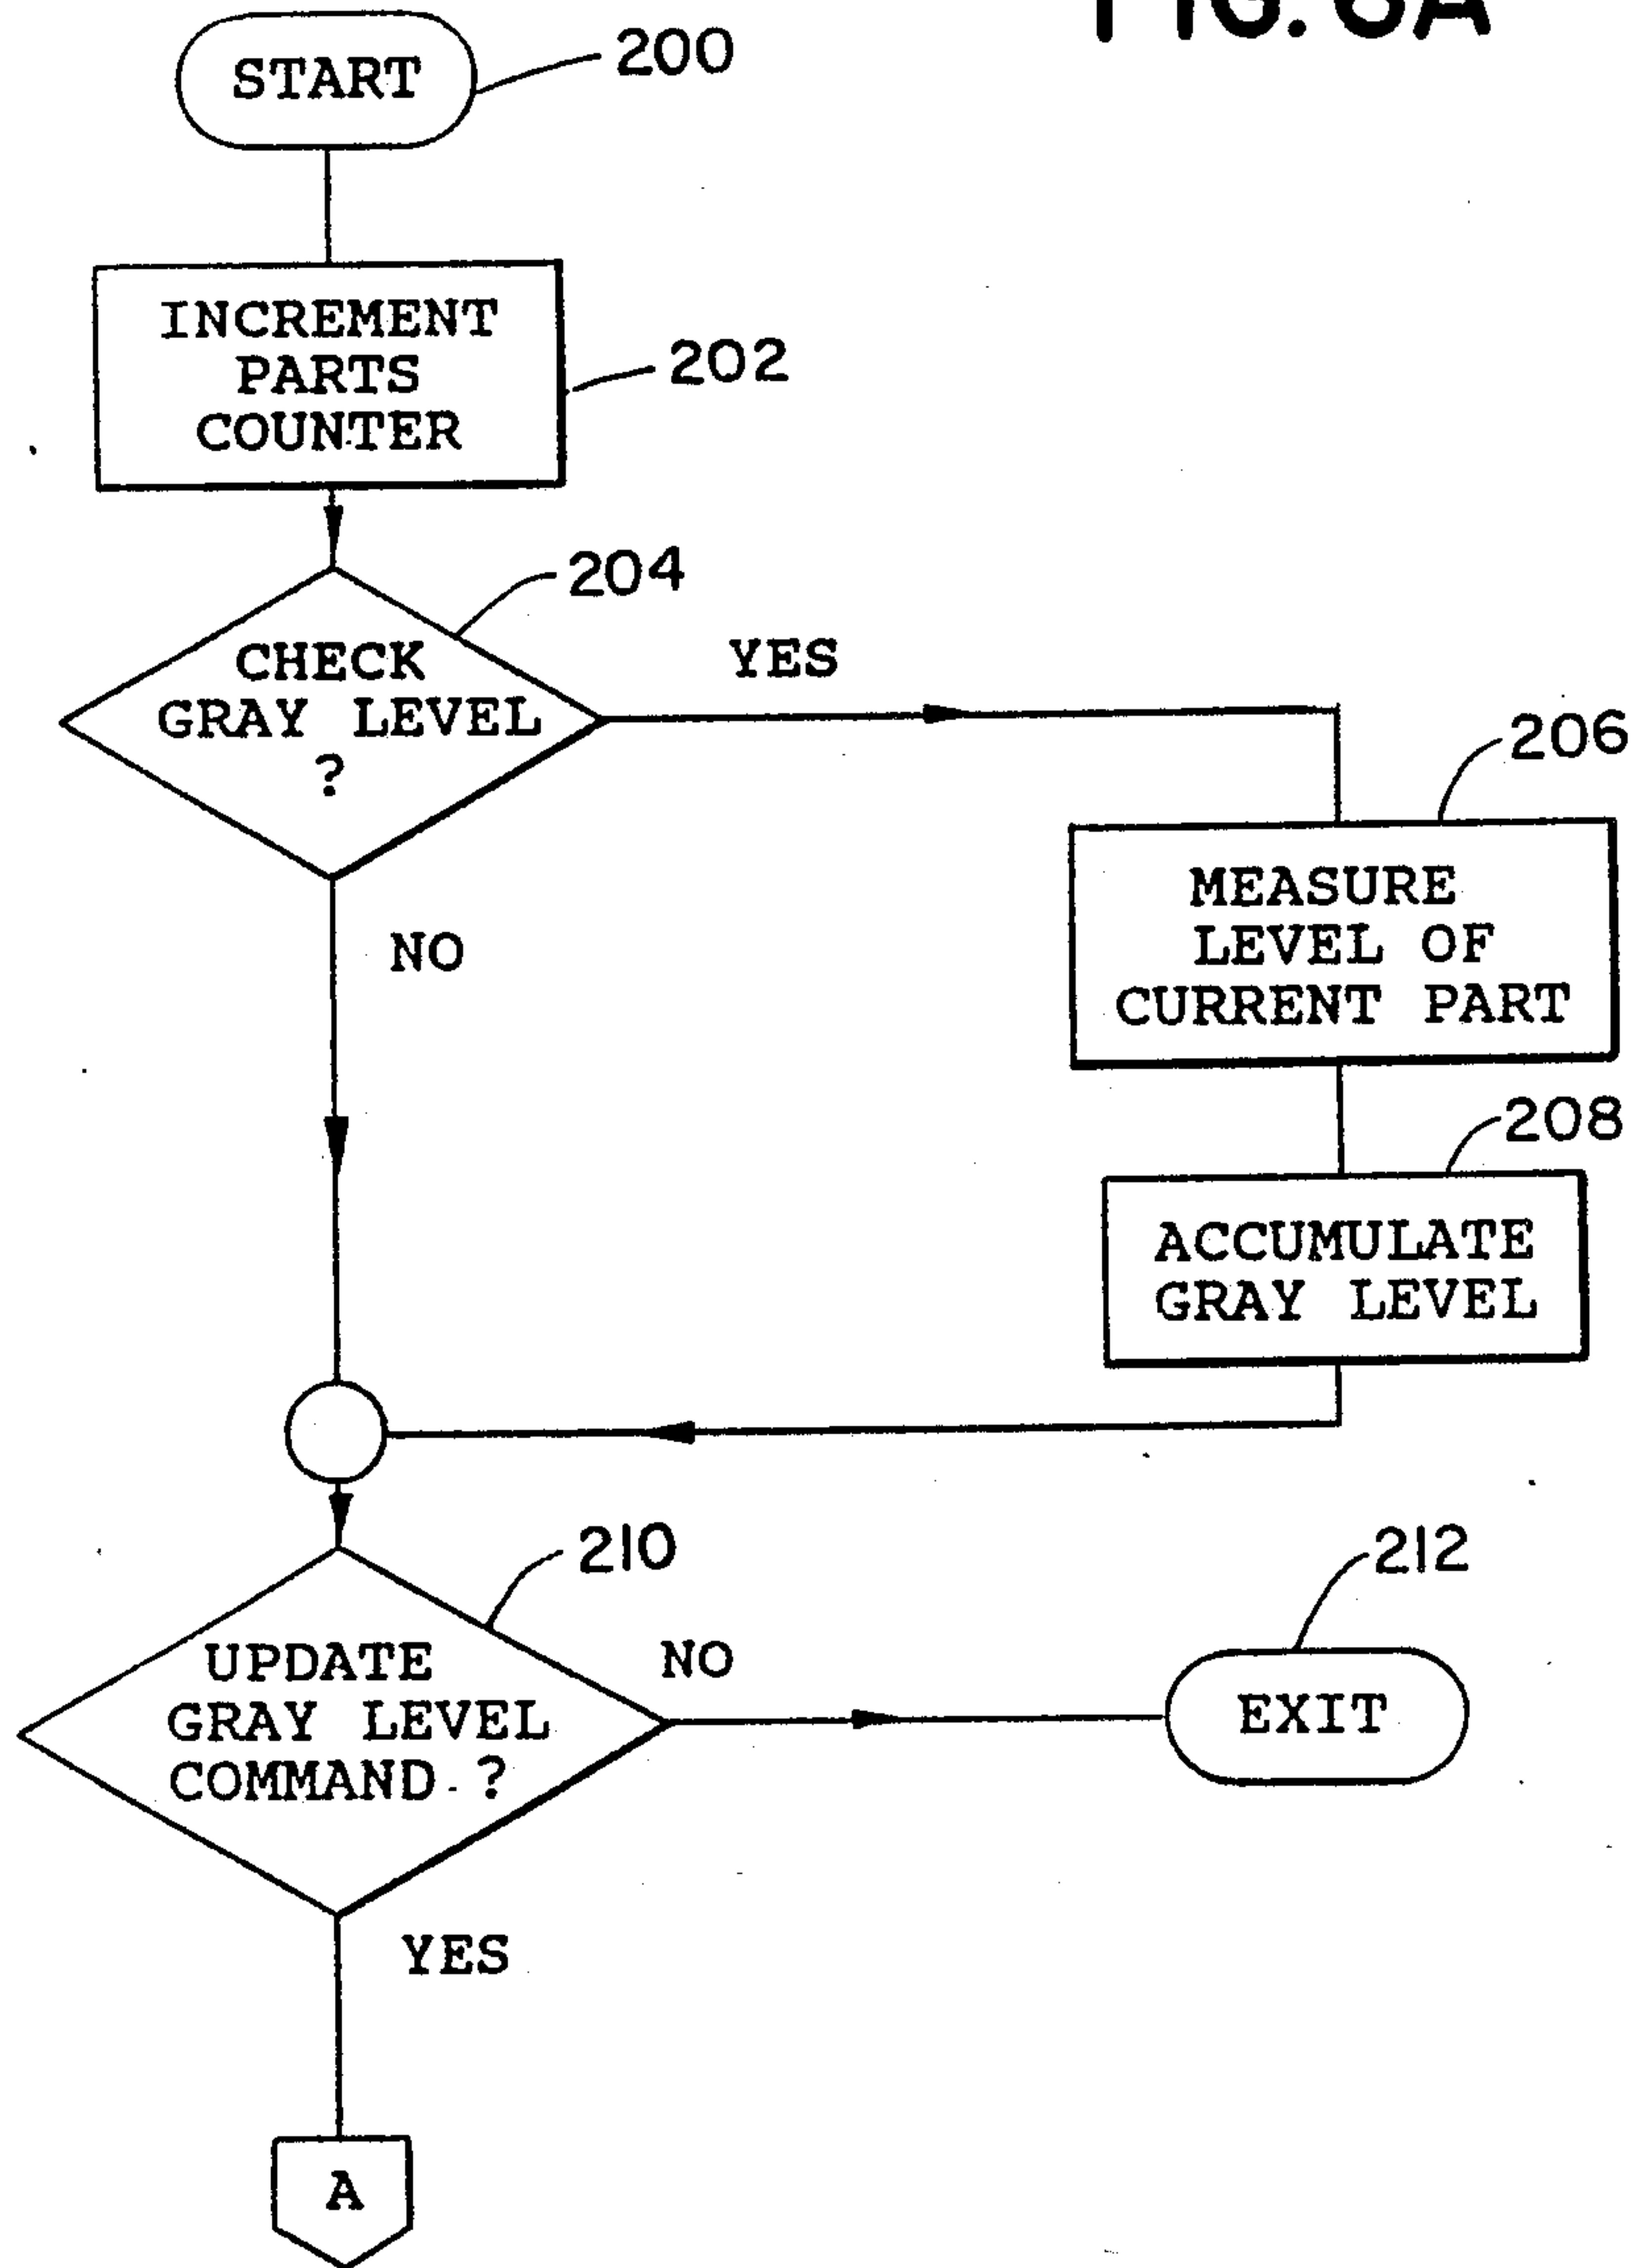 START
200
INCREMENT
PARTS
COUNTER
202
204
CHECK
GRAY LEVEL
?
YES
206
NO
MEASURE
LEVEL OF
CURRENT PART
208
ACCUMULATE
GRAY LEVEL
210
212
UPDATE
GRAY LEVEL
COMMAND ?
NO
EXIT
YES
A